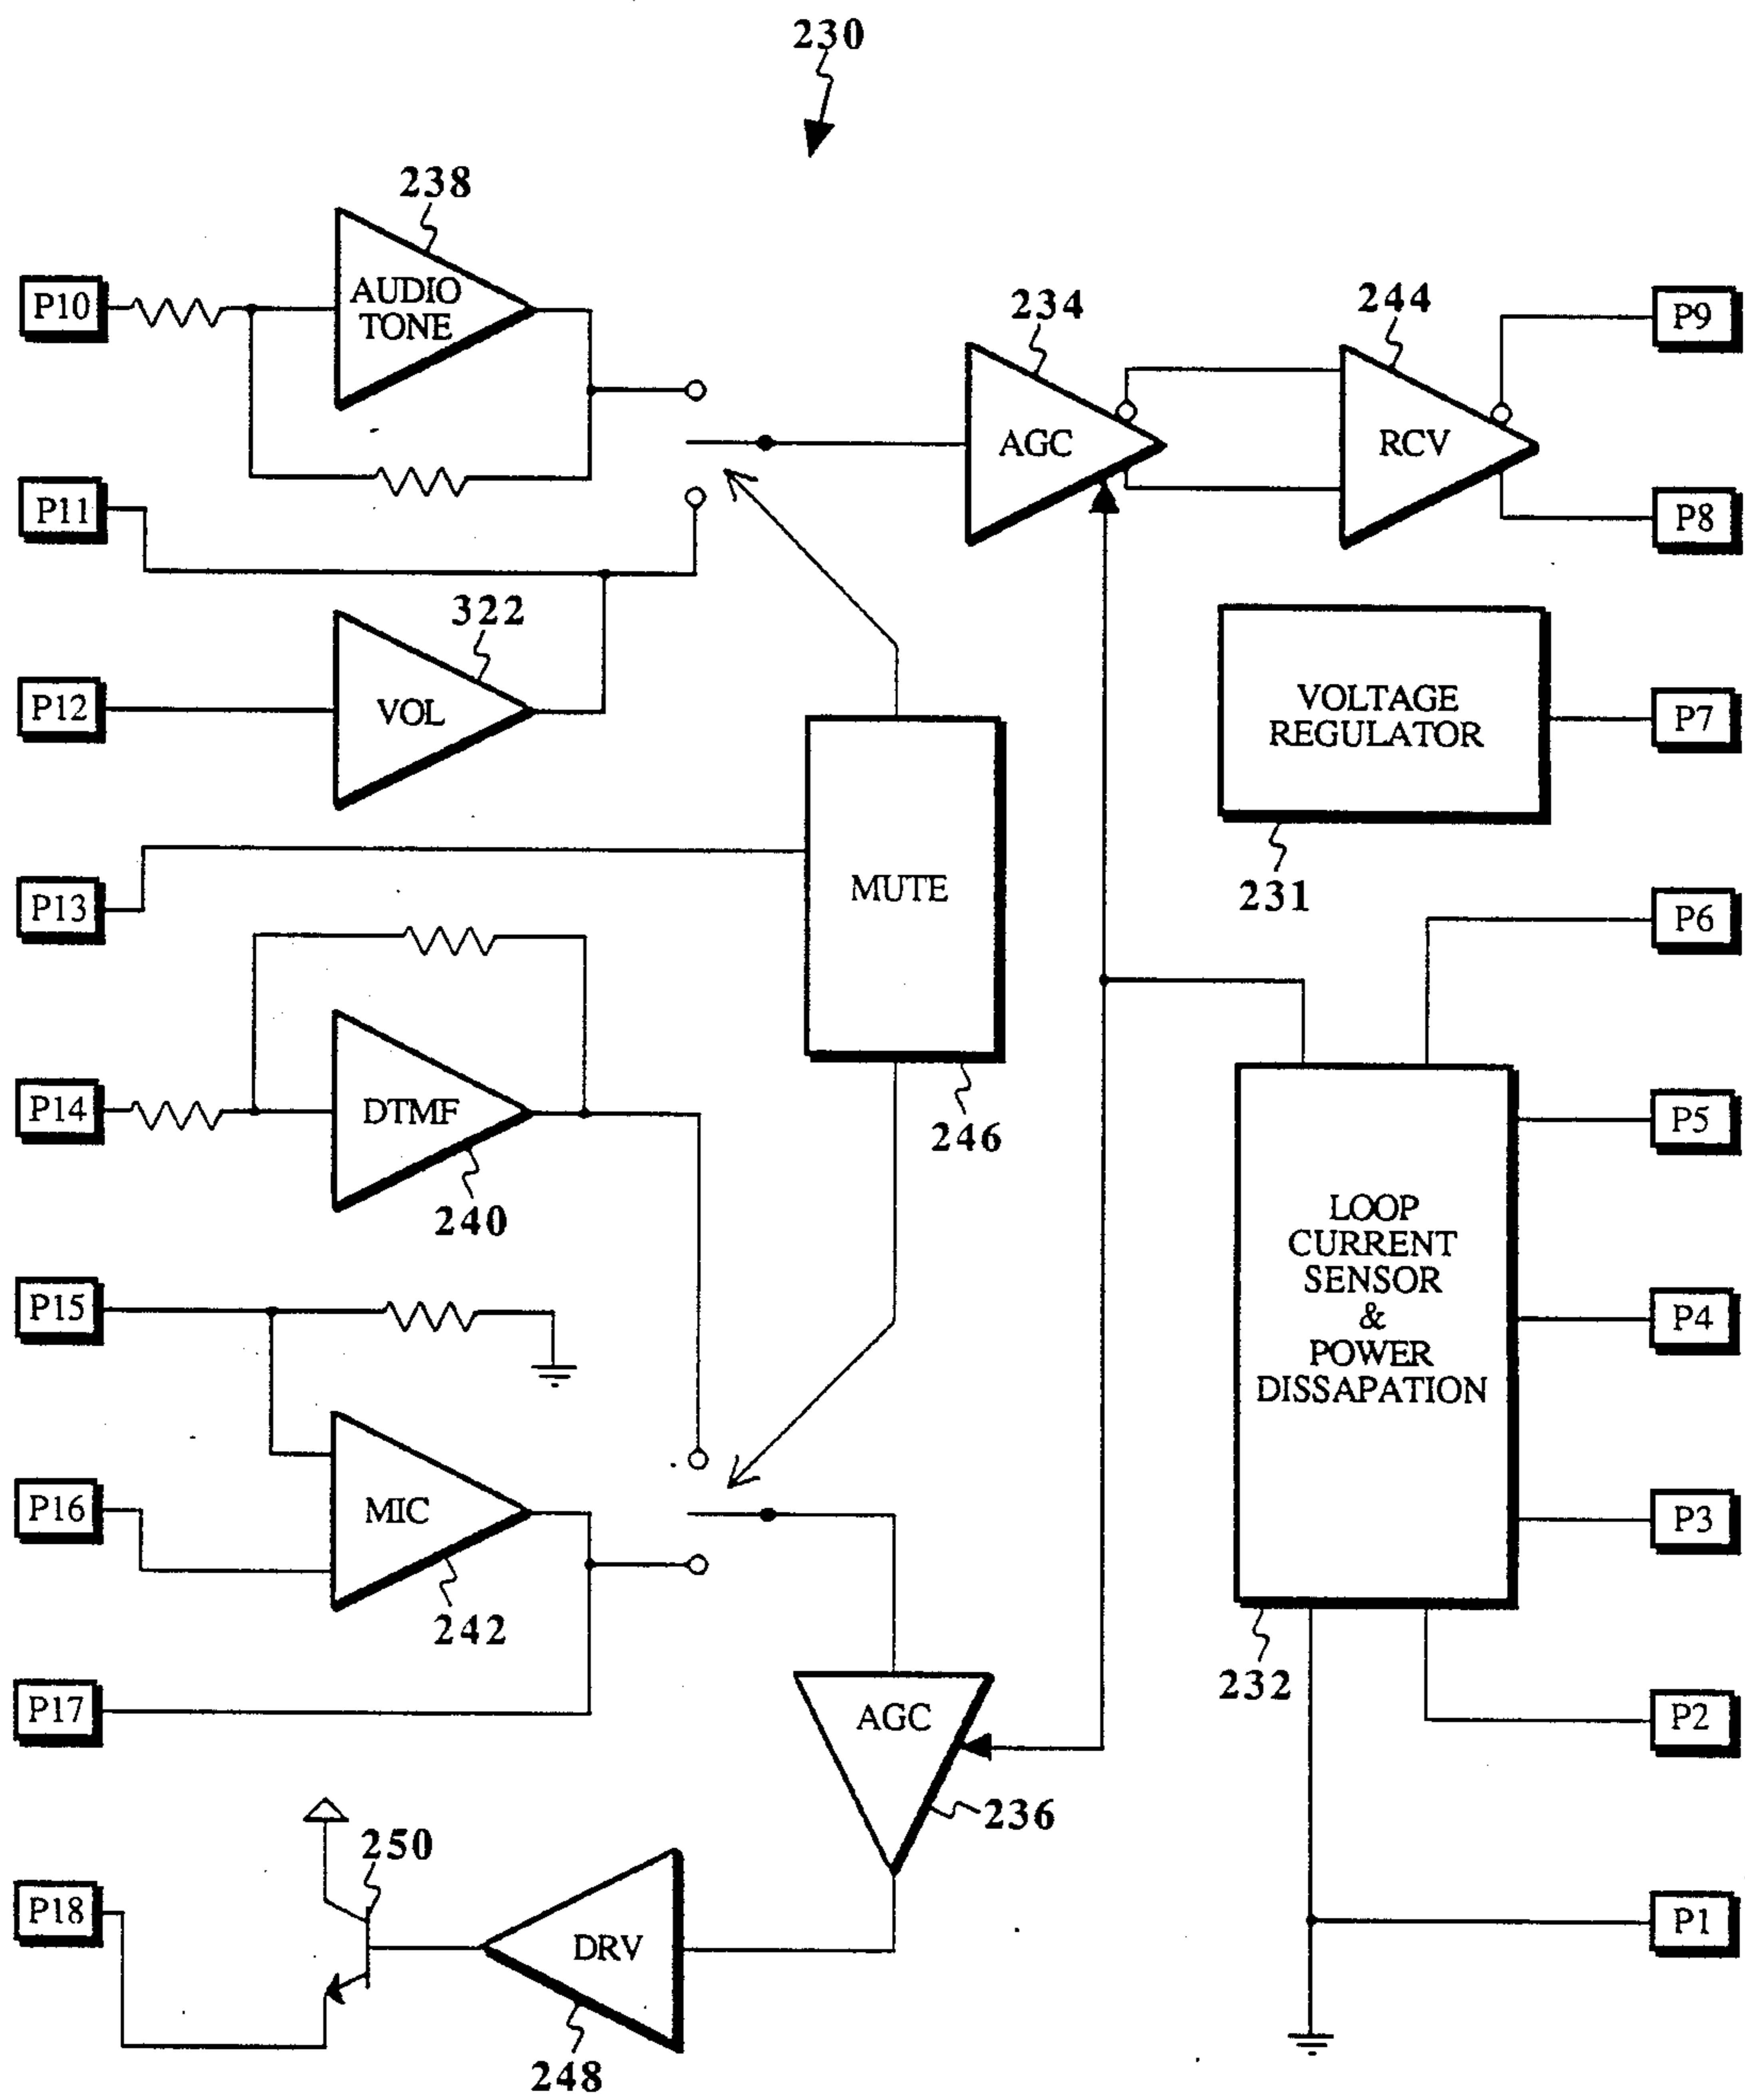 230
238
P10
AUDIO
TONE
234
244
P9
AGC
RCV
P11
P8
322
P12
VOL
VOLTAGE
REGULATOR
P7
231
P13
MUTE
P6
P14
DTMF
246
P5
240
LOOP
CURRENT
SENSOR
&
POWER
DISSAPATION
P15
P4
P16
MIC
P3
242
232
P17
AGC
P2
236
250
P18
DRV
P1
248